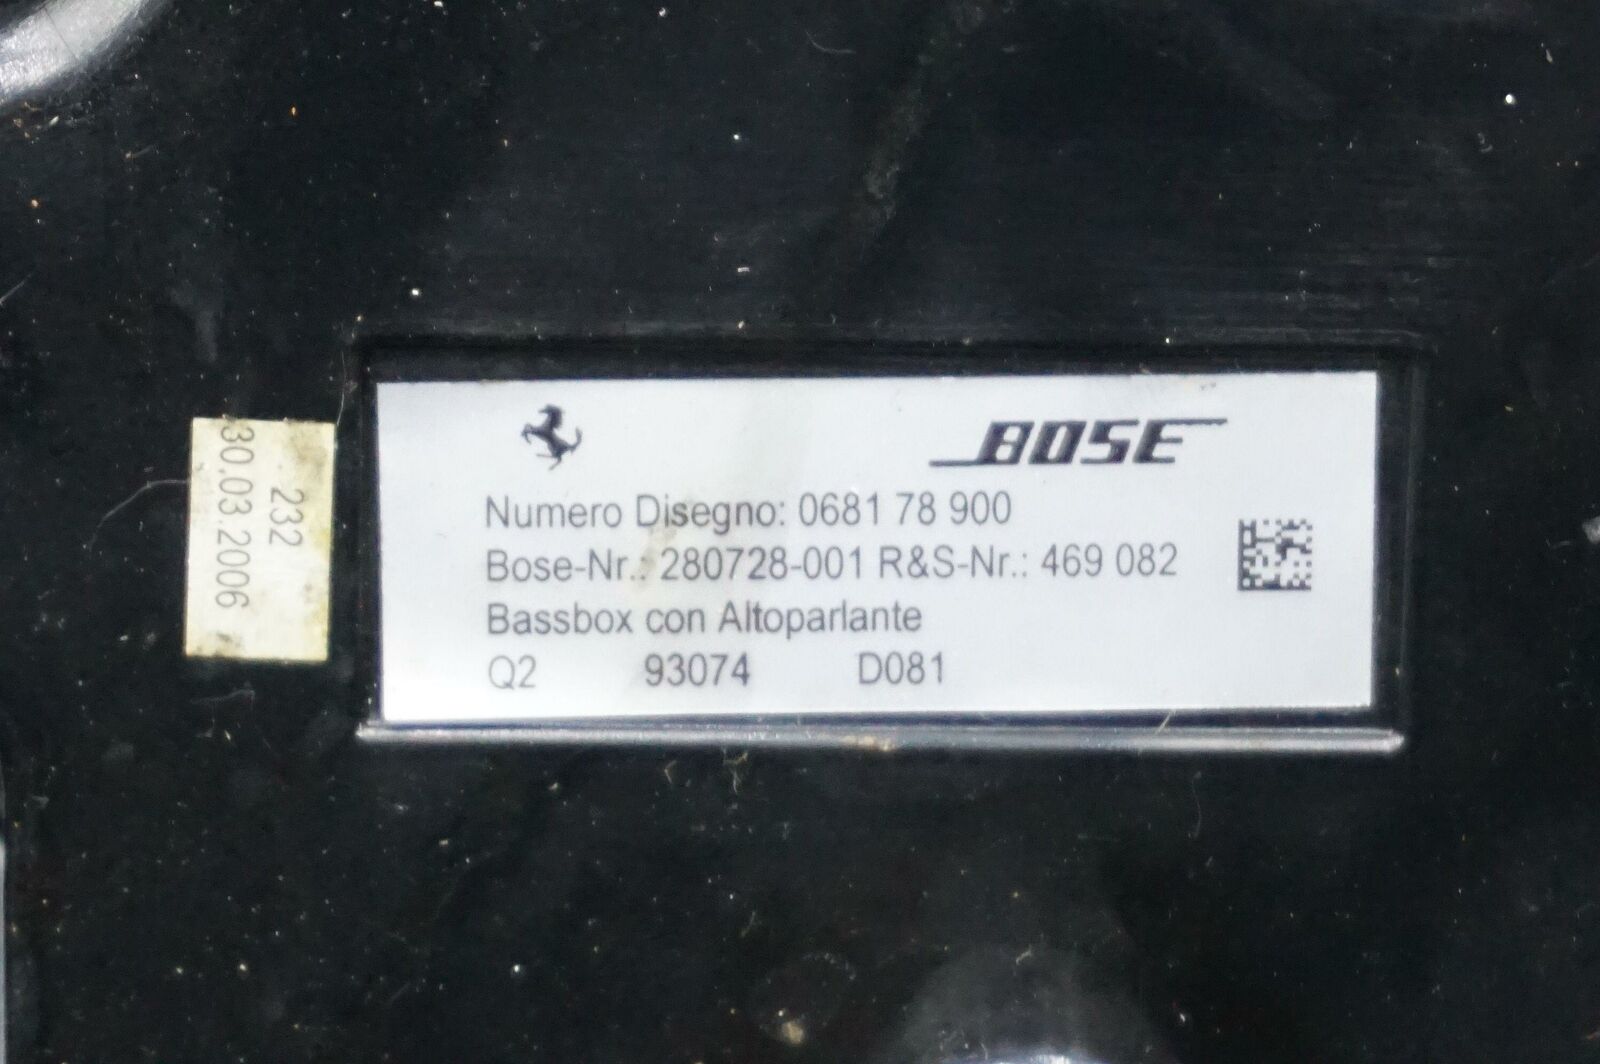 BOSE
Numero Disegno: 0681 78 900
Bose-Nr.: 280728-001 R&S-Nr.: 469 082
Bassbox con Altoparlante
Q2 93074 D081
232
30.03.2006